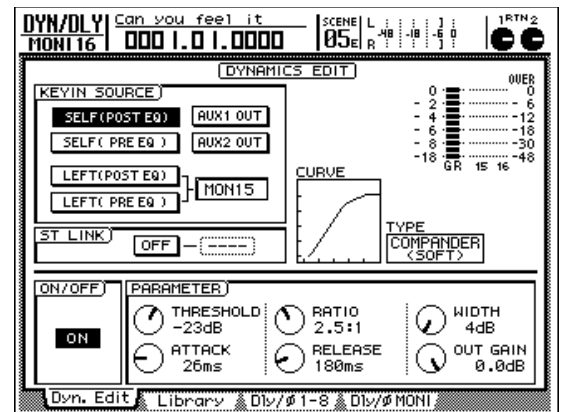 DYN/DLY Can you feel it SCENE L 1RTN2
MONI 16 000 1.0 1.0000 05E R -48 -18 -6 0
DYNAMICS EDIT
KEYIN SOURCE
SELF(POST EQ) AUX1 OUT
SELF( PRE EQ ) AUX2 OUT
LEFT(POST EQ)
LEFT( PRE EQ ) MON15
ST LINK
OFF ----
CURVE
TYPE
COMPANDER
(SOFT)
OVER
0 0
- 2 - 6
- 4 -12
- 6 -18
- 8 -30
-18 -48
GR 15 16
ON/OFF
ON
PARAMETER
THRESHOLD RATIO WIDTH
-23dB 2.5:1 4dB
ATTACK RELEASE OUT GAIN
26ms 180ms 0.0dB
Dyn. Edit Library Dly/Ø1-8 Dly/ØMONI